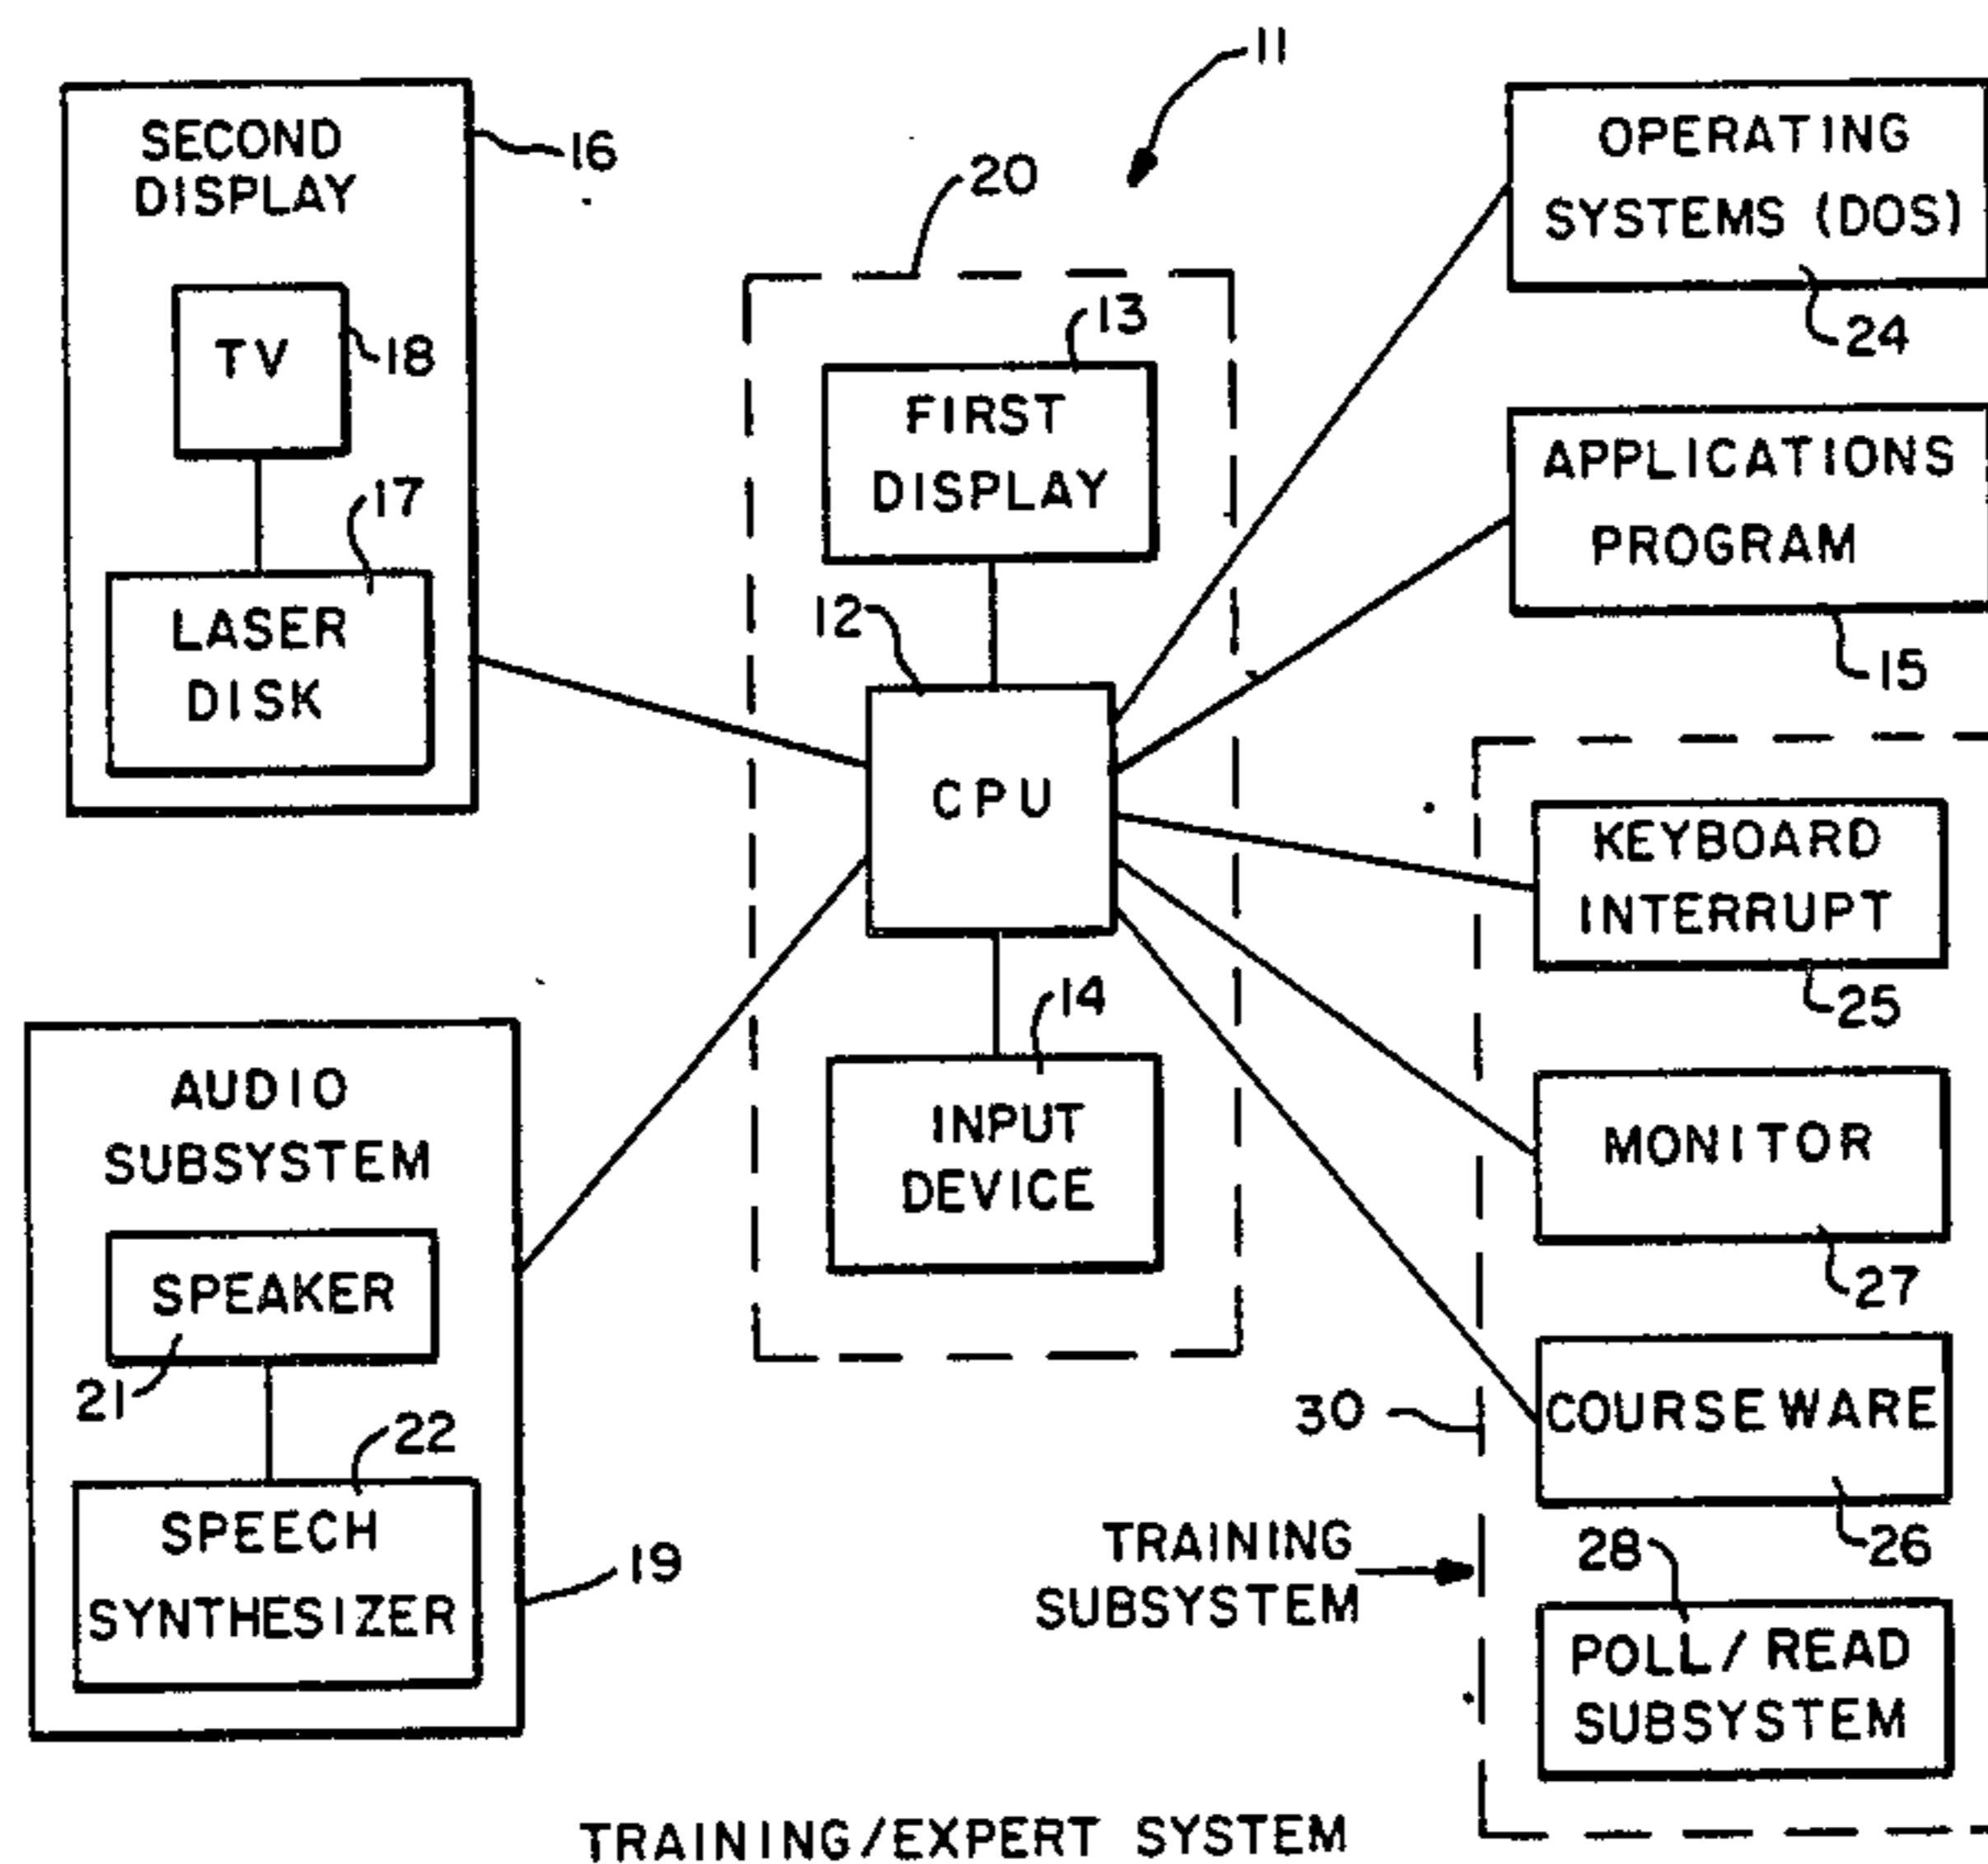 11
SECOND
DISPLAY
16
TV
18
17
LASER
DISK
20
13
FIRST
DISPLAY
12
CPU
14
INPUT
DEVICE
OPERATING
SYSTEMS (DOS)
24
APPLICATIONS
PROGRAM
15
KEYBOARD
INTERRUPT
25
MONITOR
27
COURSEWARE
26
28
POLL/READ
SUBSYSTEM
30
TRAINING
SUBSYSTEM
AUDIO
SUBSYSTEM
SPEAKER
21
22
SPEECH
SYNTHESIZER
19
TRAINING/EXPERT SYSTEM